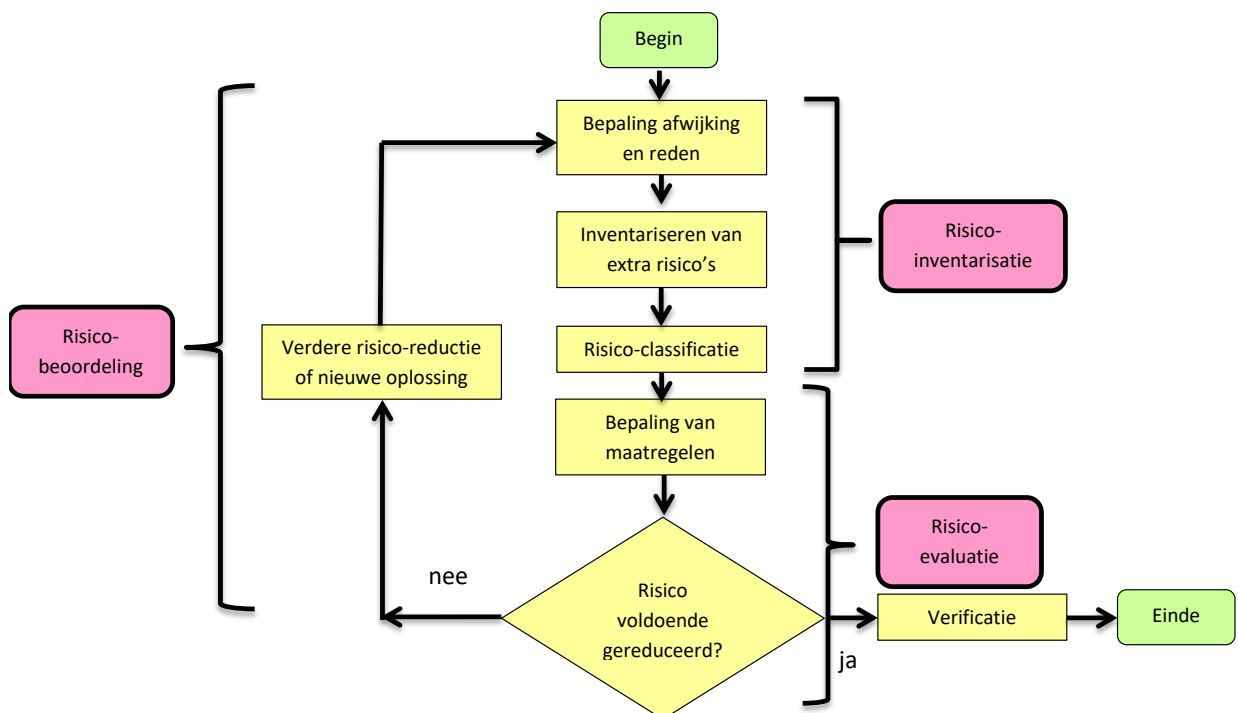 Begin
Bepaling afwijking
en reden
Inventariseren van
extra risico’s
Risico-
inventarisatie
Risico-
beoordeling
Verdere risico-reductie
of nieuwe oplossing
Risico-classificatie
Bepaling van
maatregelen
Risico-
evaluatie
nee
Risico
voldoende
gereduceerd?
Verificatie
Einde
ja